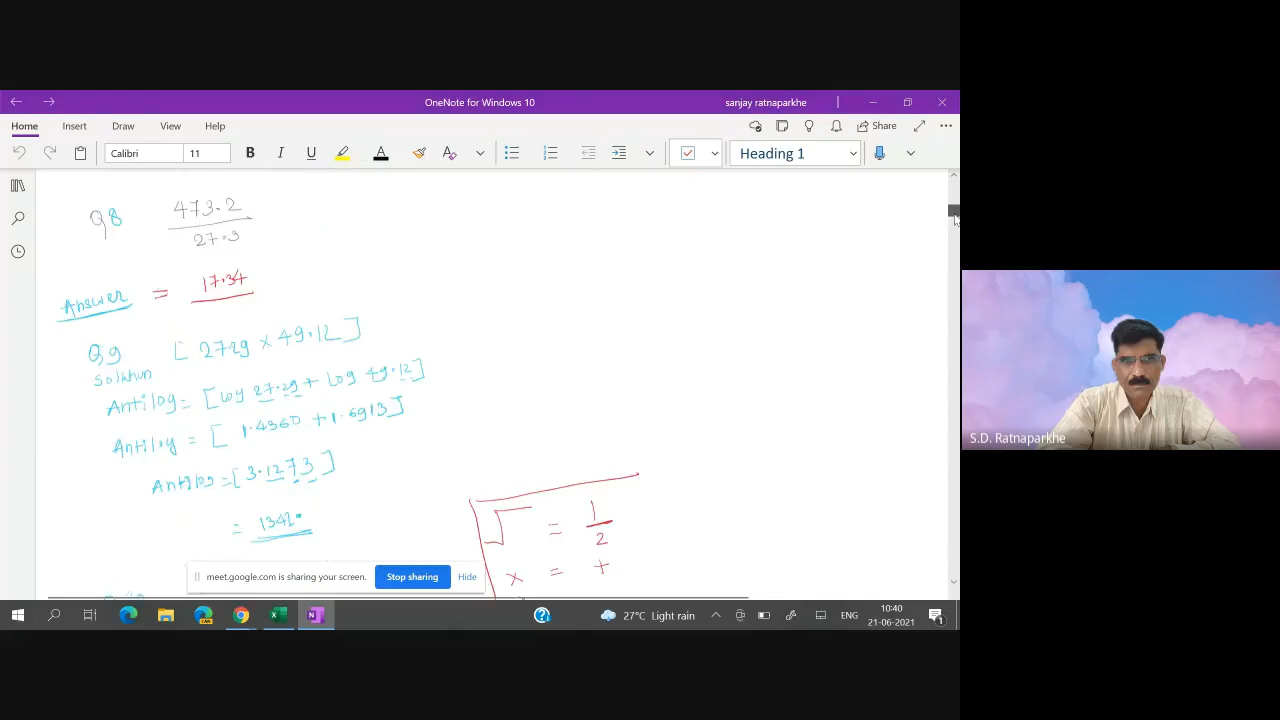 OneNote for Windows 10
sanjay ratnaparkhe
Home Insert Draw View Help
Share
Calibri 11 B I U A Heading 1
Q8 473.2
27.3
Answer = 17.34
Q9 [2729 × 49.12]
Solution
Antilog = [log 27.29 + log 49.12]
Antilog = [1.4360 + 1.6913]
Antilog = [3.1273]
= 1342.
√ = 1
2
× = +
meet.google.com is sharing your screen. Stop sharing Hide
S.D. Ratnaparkhe
27°C Light rain ENG 10:40
21-06-2021